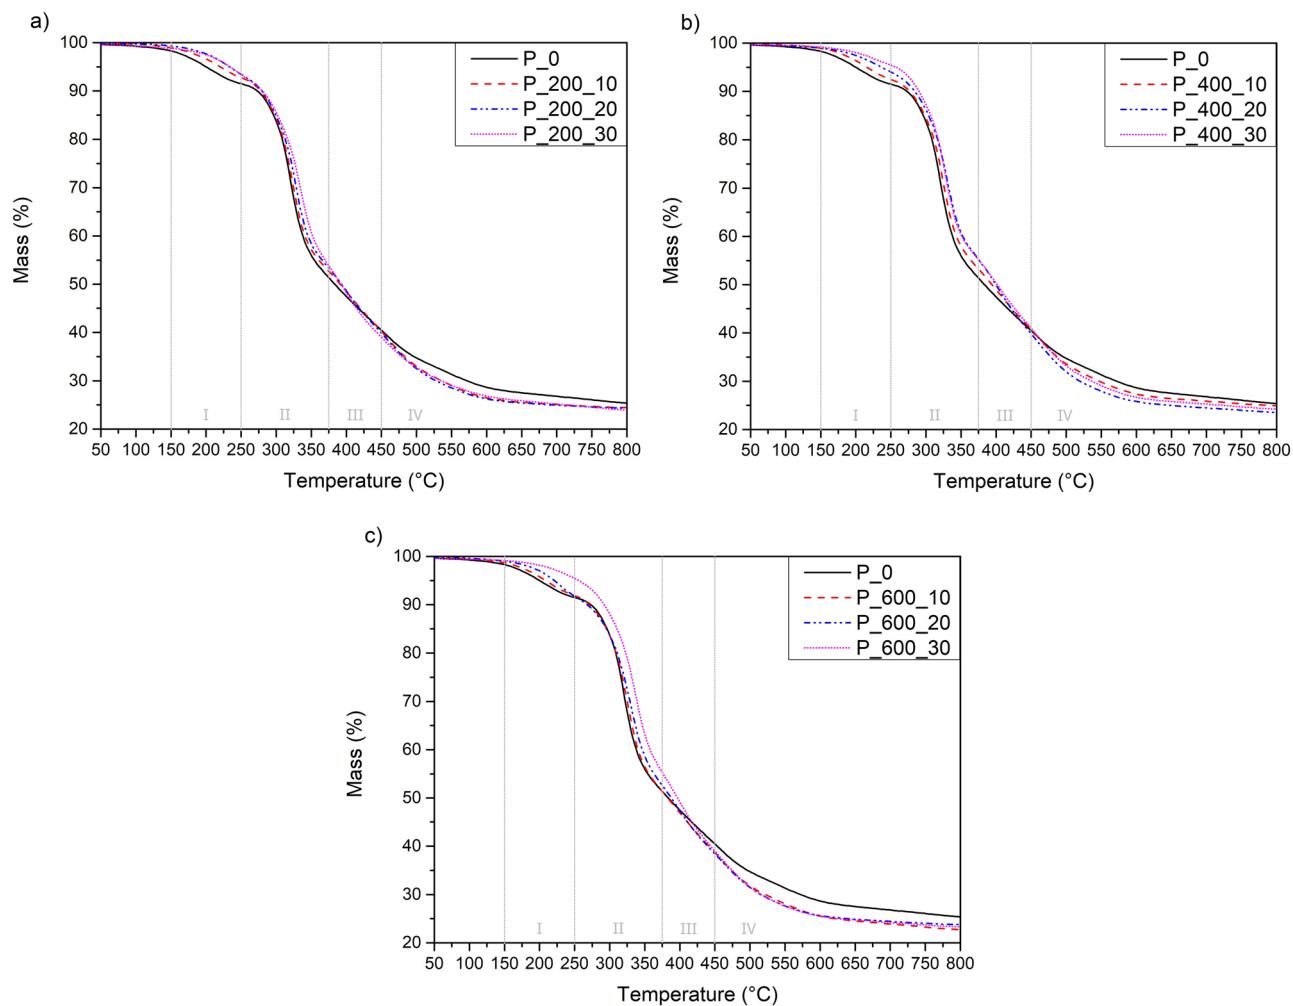 a)
100
90
80
70
60
50
40
30
20
Mass (%)
P_0
P_200_10
P_200_20
P_200_30
I II III IV
50 100 150 200 250 300 350 400 450 500 550 600 650 700 750 800
Temperature (°C)
b)
100
90
80
70
60
50
40
30
20
Mass (%)
P_0
P_400_10
P_400_20
P_400_30
I II III IV
50 100 150 200 250 300 350 400 450 500 550 600 650 700 750 800
Temperature (°C)
c)
100
90
80
70
60
50
40
30
20
Mass (%)
P_0
P_600_10
P_600_20
P_600_30
I II III IV
50 100 150 200 250 300 350 400 450 500 550 600 650 700 750 800
Temperature (°C)